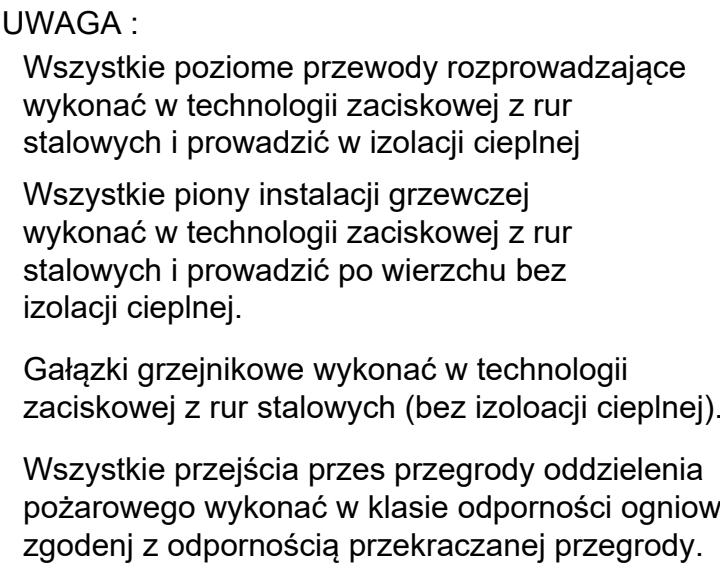 UWAGA :
Wszystkie poziome przewody rozprowadzające
wykonać w technologii zaciskowej z rur
stalowych i prowadzić w izolacji cieplnej
Wszystkie piony instalacji grzewczej
wykonać w technologii zaciskowej z rur
stalowych i prowadzić po wierzchu bez
izolacji cieplnej.
Gałązki grzejnikowe wykonać w technologii
zaciskowej z rur stalowych (bez izoloacji cieplnej).
Wszystkie przejścia przes przegrody oddzielenia
pożarowego wykonać w klasie odporności ogniow
zgodenj z odpornością przekraczanej przegrody.